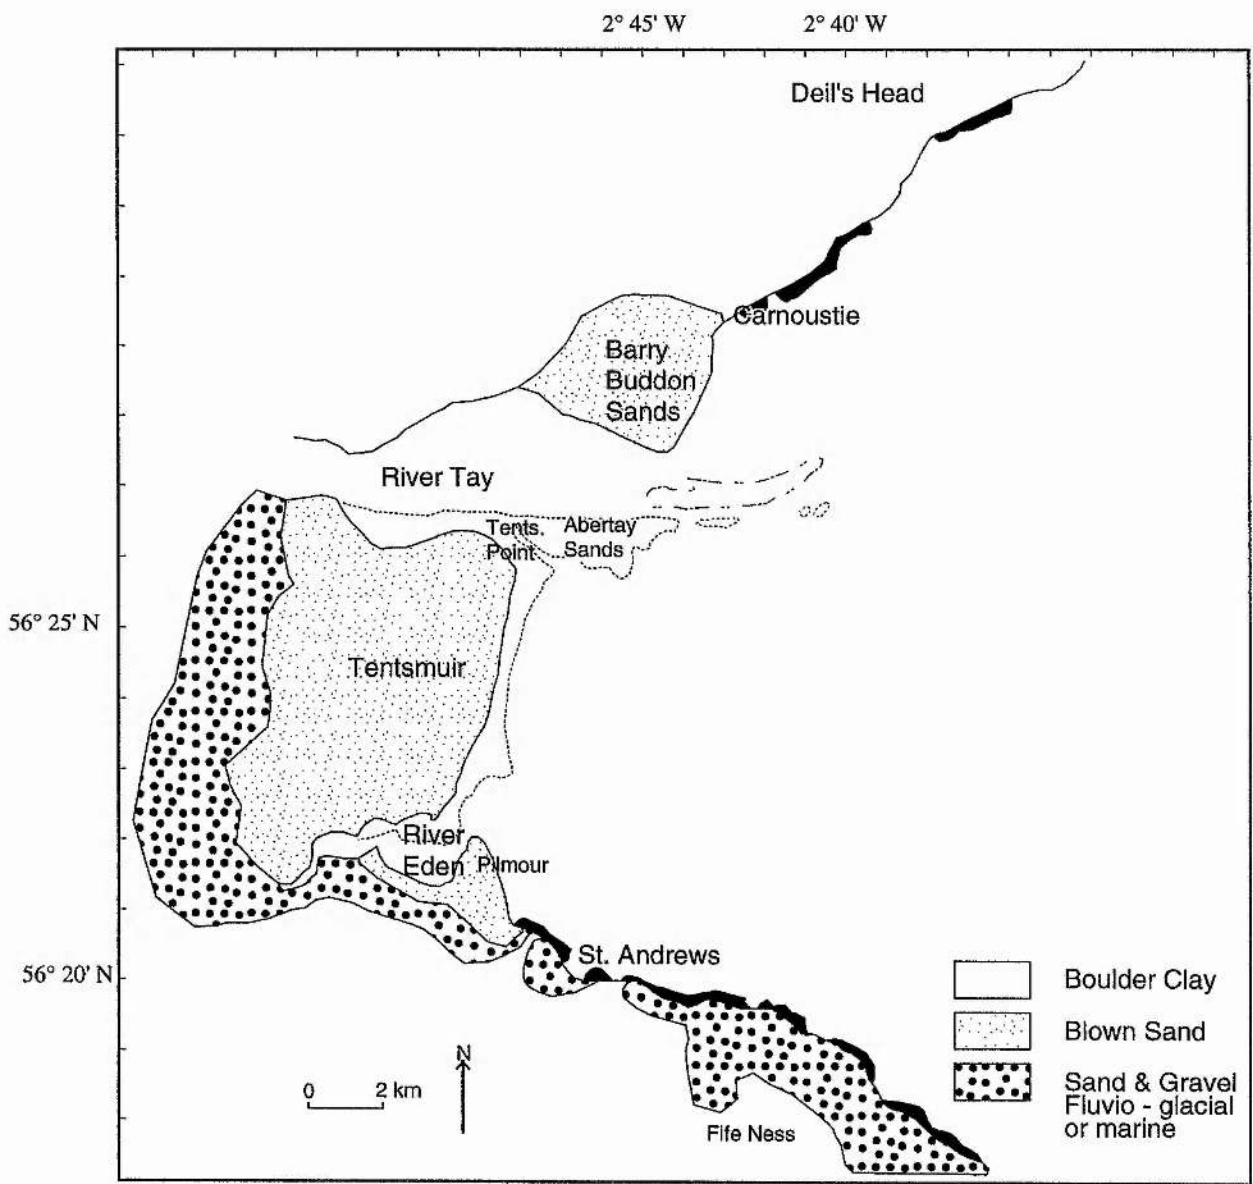 2° 45' W
2° 40' W
Deil's Head
Carnoustie
Barry
Buddon
Sands
River Tay
Tents.
Point
Abertay
Sands
56° 25' N
Tentsmuir
River
Eden
Pilmour
St. Andrews
56° 20' N
Boulder Clay
Blown Sand
Sand & Gravel
Fluvio - glacial
or marine
N
0 2 km
Fife Ness